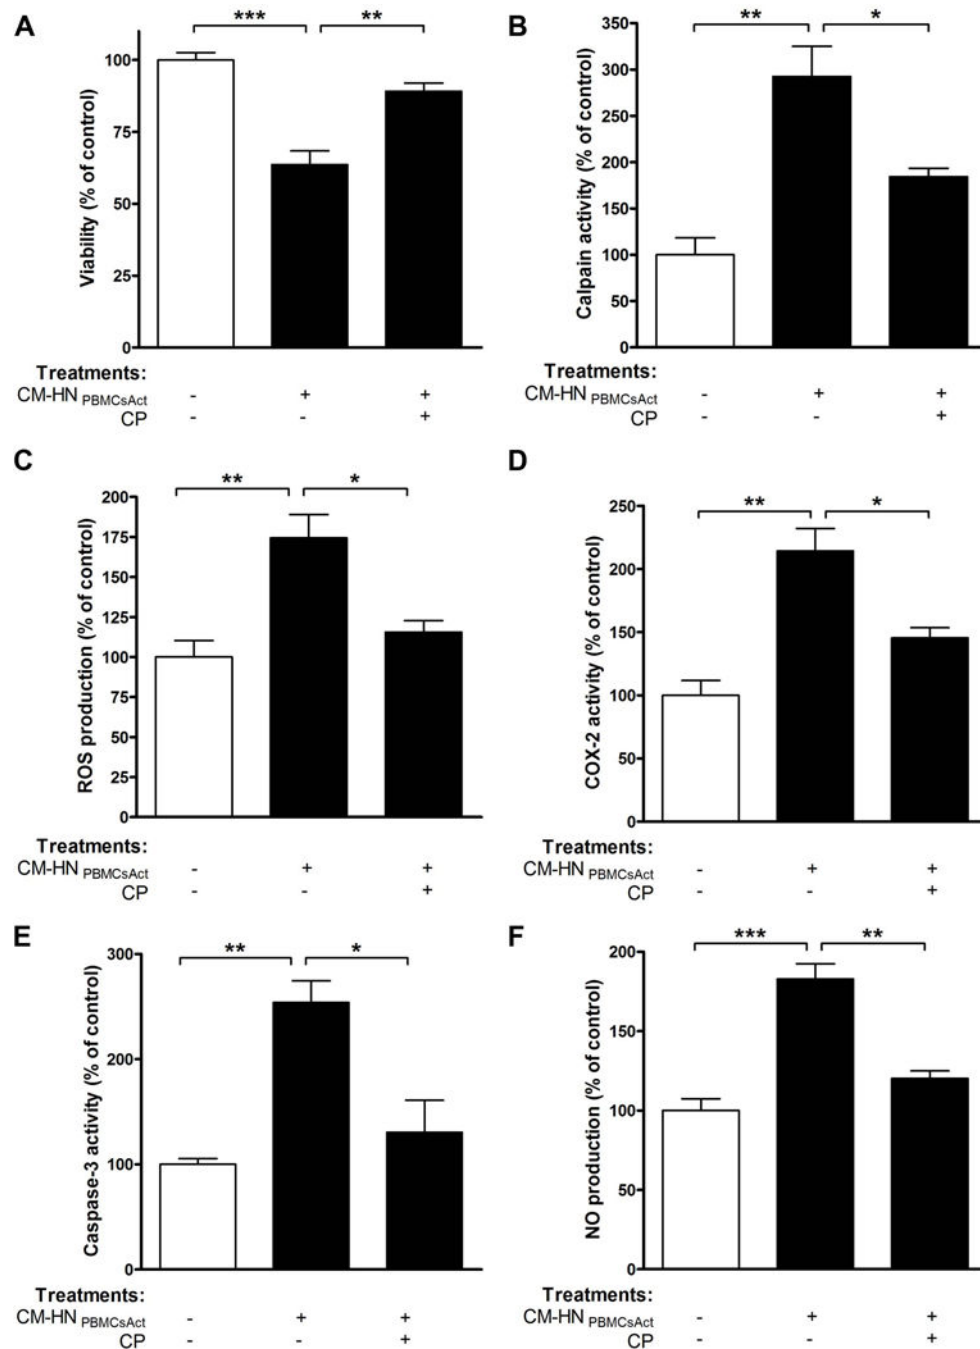 A
*** **
Viability (% of control)
100
75
50
25
0
Treatments:
CM-HN PBMCsAct - + +
CP - - +
B
** *
Calpain activity (% of control)
350
300
250
200
150
100
50
0
Treatments:
CM-HN PBMCsAct - + +
CP - - +
C
** *
ROS production (% of control)
200
175
150
125
100
75
50
25
0
Treatments:
CM-HN PBMCsAct - + +
CP - - +
D
** *
COX-2 activity (% of control)
250
200
150
100
50
0
Treatments:
CM-HN PBMCsAct - + +
CP - - +
E
** *
Caspase-3 activity (% of control)
300
200
100
0
Treatments:
CM-HN PBMCsAct - + +
CP - - +
F
*** **
NO production (% of control)
200
150
100
50
0
Treatments:
CM-HN PBMCsAct - + +
CP - - +